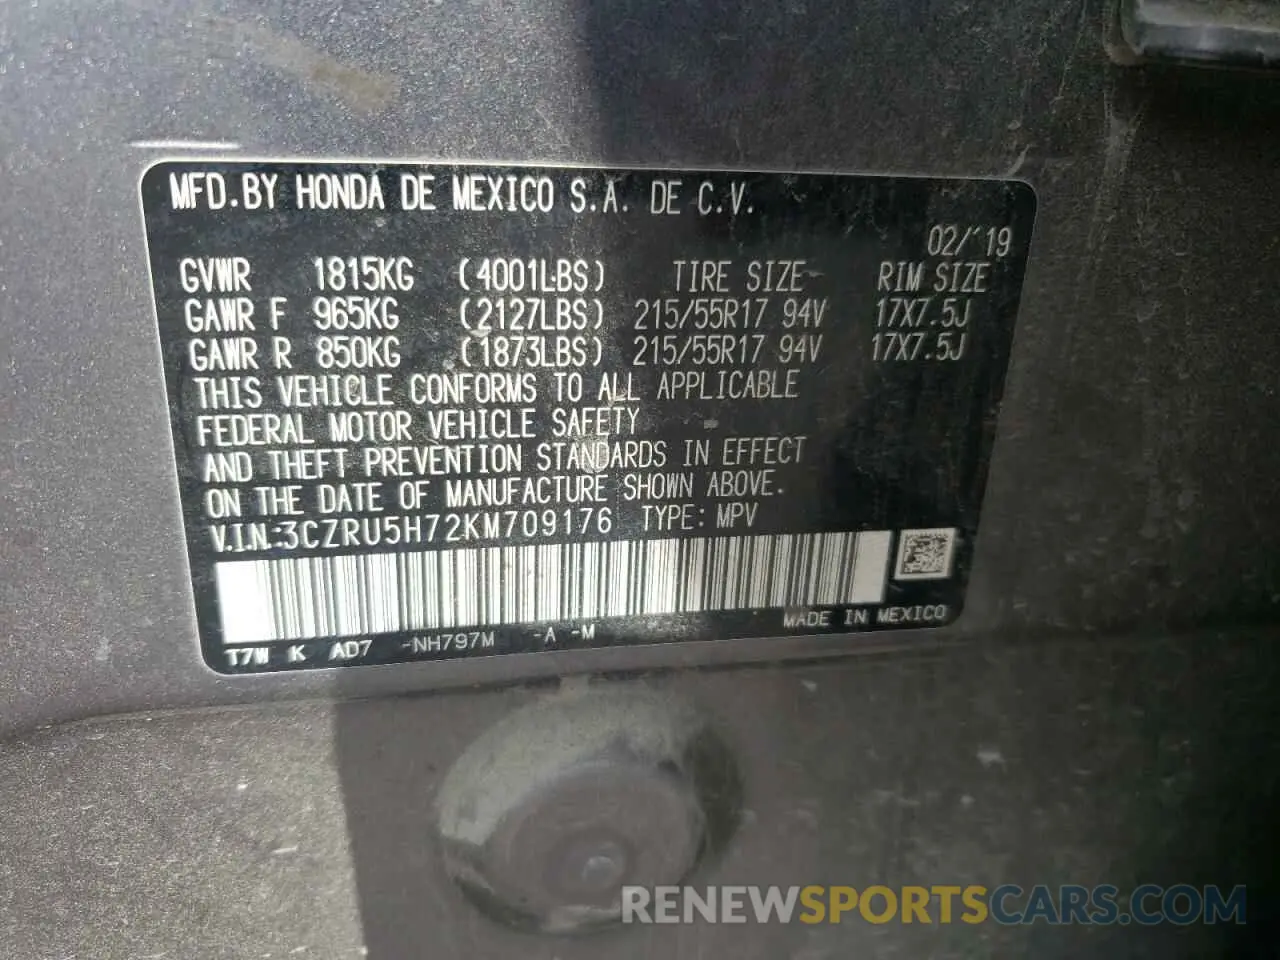 MFD.BY HONDA DE MEXICO S.A. DE C.V.
02/'19
GVWR 1815KG (4001LBS) TIRE SIZE RIM SIZE
GAWR F 965KG (2127LBS) 215/55R17 94V 17X7.5J
GAWR R 850KG (1873LBS) 215/55R17 94V 17X7.5J
THIS VEHICLE CONFORMS TO ALL APPLICABLE
FEDERAL MOTOR VEHICLE SAFETY
AND THEFT PREVENTION STANDARDS IN EFFECT
ON THE DATE OF MANUFACTURE SHOWN ABOVE.
V.I.N.:3CZRU5H72KM709176 TYPE: MPV
MADE IN MEXICO
T7W K AD7 -NH797M -A -M
RENEWSPORTSCARS.COM